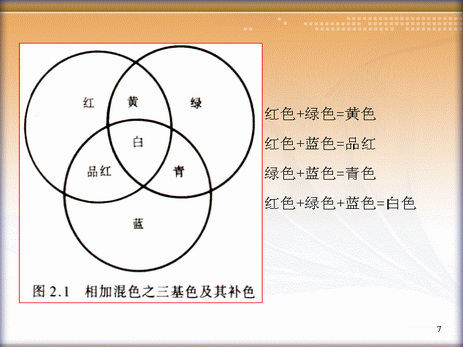 红 黄 绿
白
品红 青
蓝
图2.1 相加混色之三基色及其补色
红色+绿色=黄色
红色+蓝色=品红
绿色+蓝色=青色
红色+绿色+蓝色=白色
7